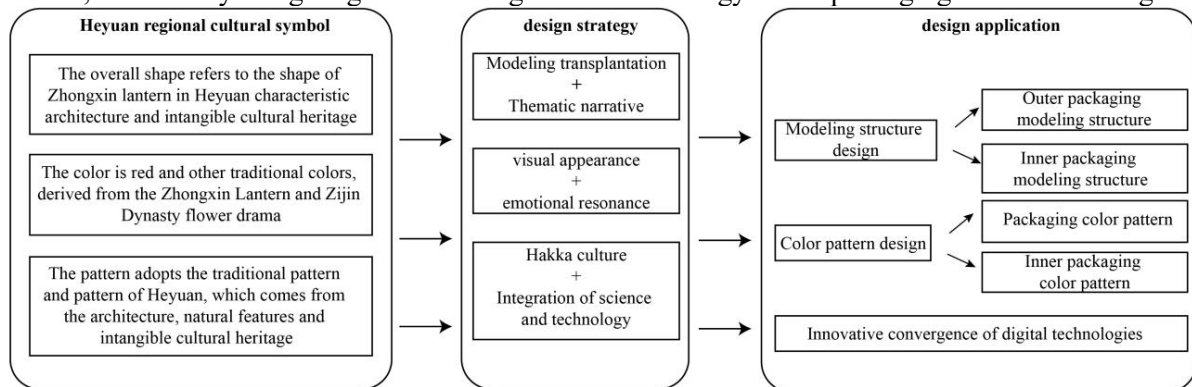 Heyuan regional cultural symbol
The overall shape refers to the shape of
Zhongxin lantern in Heyuan characteristic
architecture and intangible cultural heritage
The color is red and other traditional colors,
derived from the Zhongxin Lantern and Zijin
Dynasty flower drama
The pattern adopts the traditional pattern
and pattern of Heyuan, which comes from
the architecture, natural features and
intangible cultural heritage
design strategy
Modeling transplantation
+
Thematic narrative
visual appearance
+
emotional resonance
Hakka culture
+
Integration of science
and technology
design application
Modeling structure
design
Outer packaging
modeling structure
Inner packaging
modeling structure
Color pattern design
Packaging color pattern
Inner packaging
color pattern
Innovative convergence of digital technologies